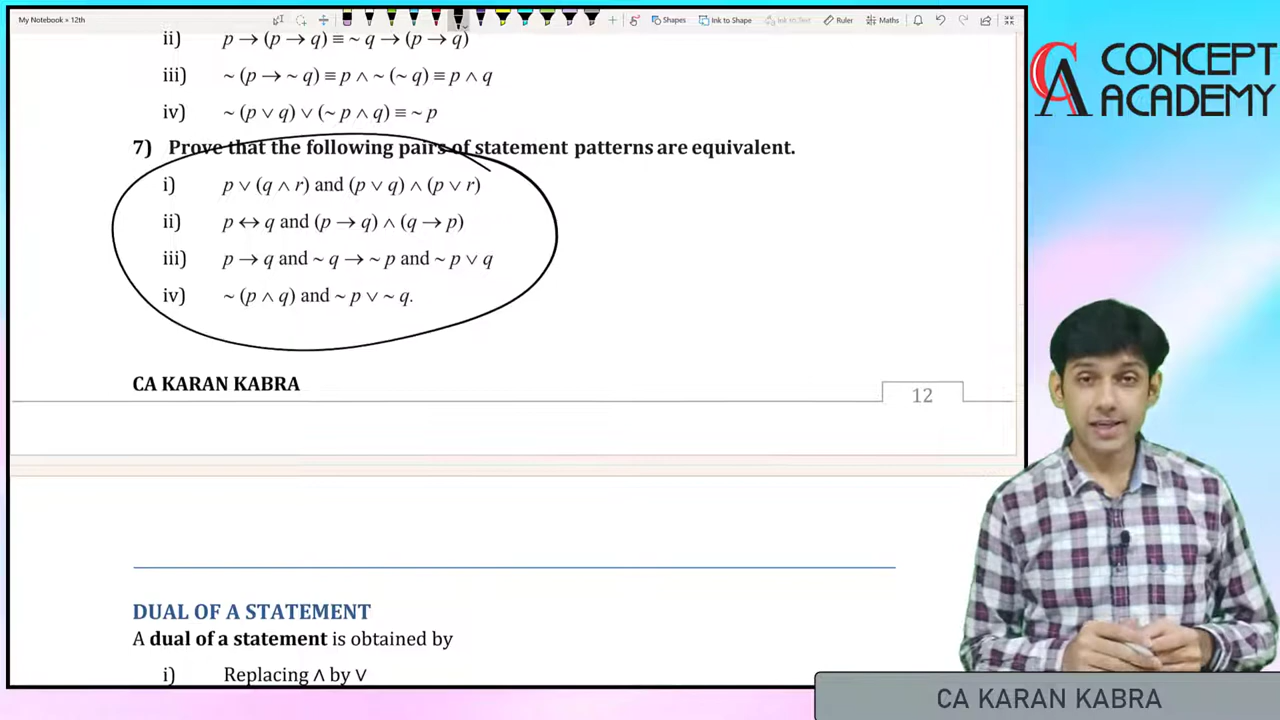 My Notebook » 12th
Shapes
Ink to Shape
Ink to Text
Ruler
Maths
ii) p → (p → q) ≡ ~ q → (p → q)
iii) ~ (p → ~ q) ≡ p ∧ ~ (~ q) ≡ p ∧ q
iv) ~ (p ∨ q) ∨ (~ p ∧ q) ≡ ~ p
7) Prove that the following pairs of statement patterns are equivalent.
i) p ∨ (q ∧ r) and (p ∨ q) ∧ (p ∨ r)
ii) p ↔ q and (p → q) ∧ (q → p)
iii) p → q and ~ q → ~ p and ~ p ∨ q
iv) ~ (p ∧ q) and ~ p ∨ ~ q.
CA KARAN KABRA
12
DUAL OF A STATEMENT
A dual of a statement is obtained by
i) Replacing ∧ by ∨
CA CONCEPT
ACADEMY
CA KARAN KABRA